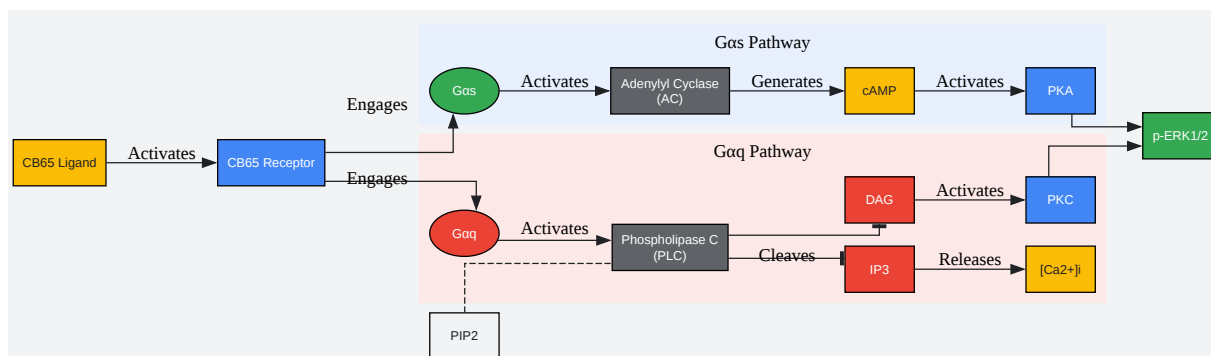 Gαs Pathway
Gαs
Activates
Adenylyl Cyclase
(AC)
Generates
cAMP
Activates
PKA
Engages
p-ERK1/2
CB65 Ligand
Activates
CB65 Receptor
Engages
Gαq Pathway
Gαq
Activates
Phospholipase C
(PLC)
DAG
Activates
PKC
Cleaves
IP3
Releases
[Ca2+]i
PIP2